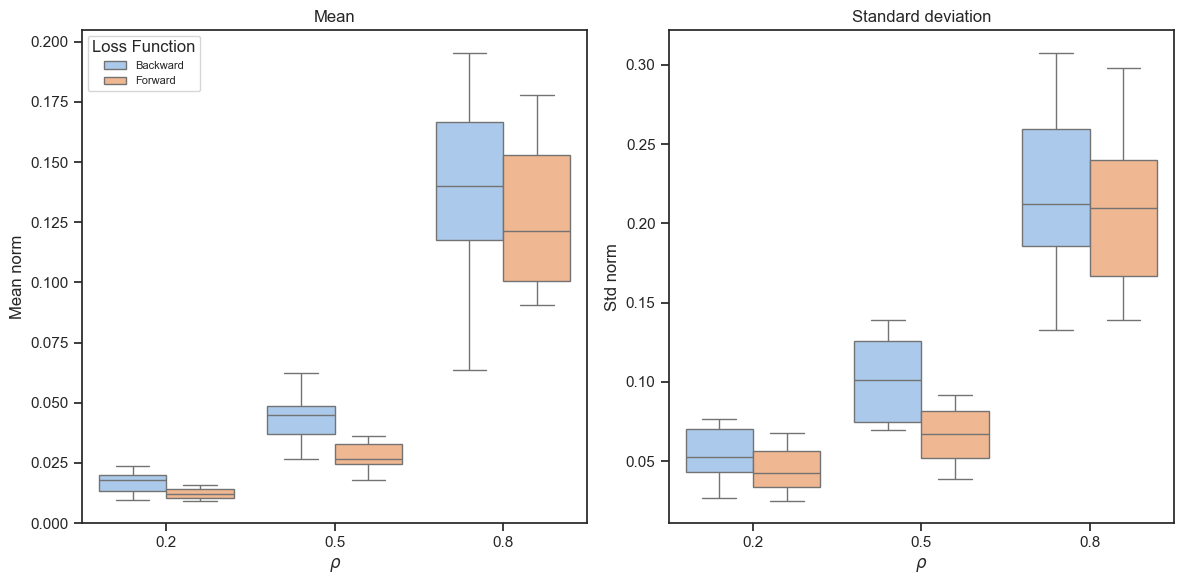 Mean
Mean norm
0.200
0.175
0.150
0.125
0.100
0.075
0.050
0.025
0.000
Loss Function
Backward
Forward
0.2
0.5
0.8
ρ
Standard deviation
Std norm
0.30
0.25
0.20
0.15
0.10
0.05
0.2
0.5
0.8
ρ